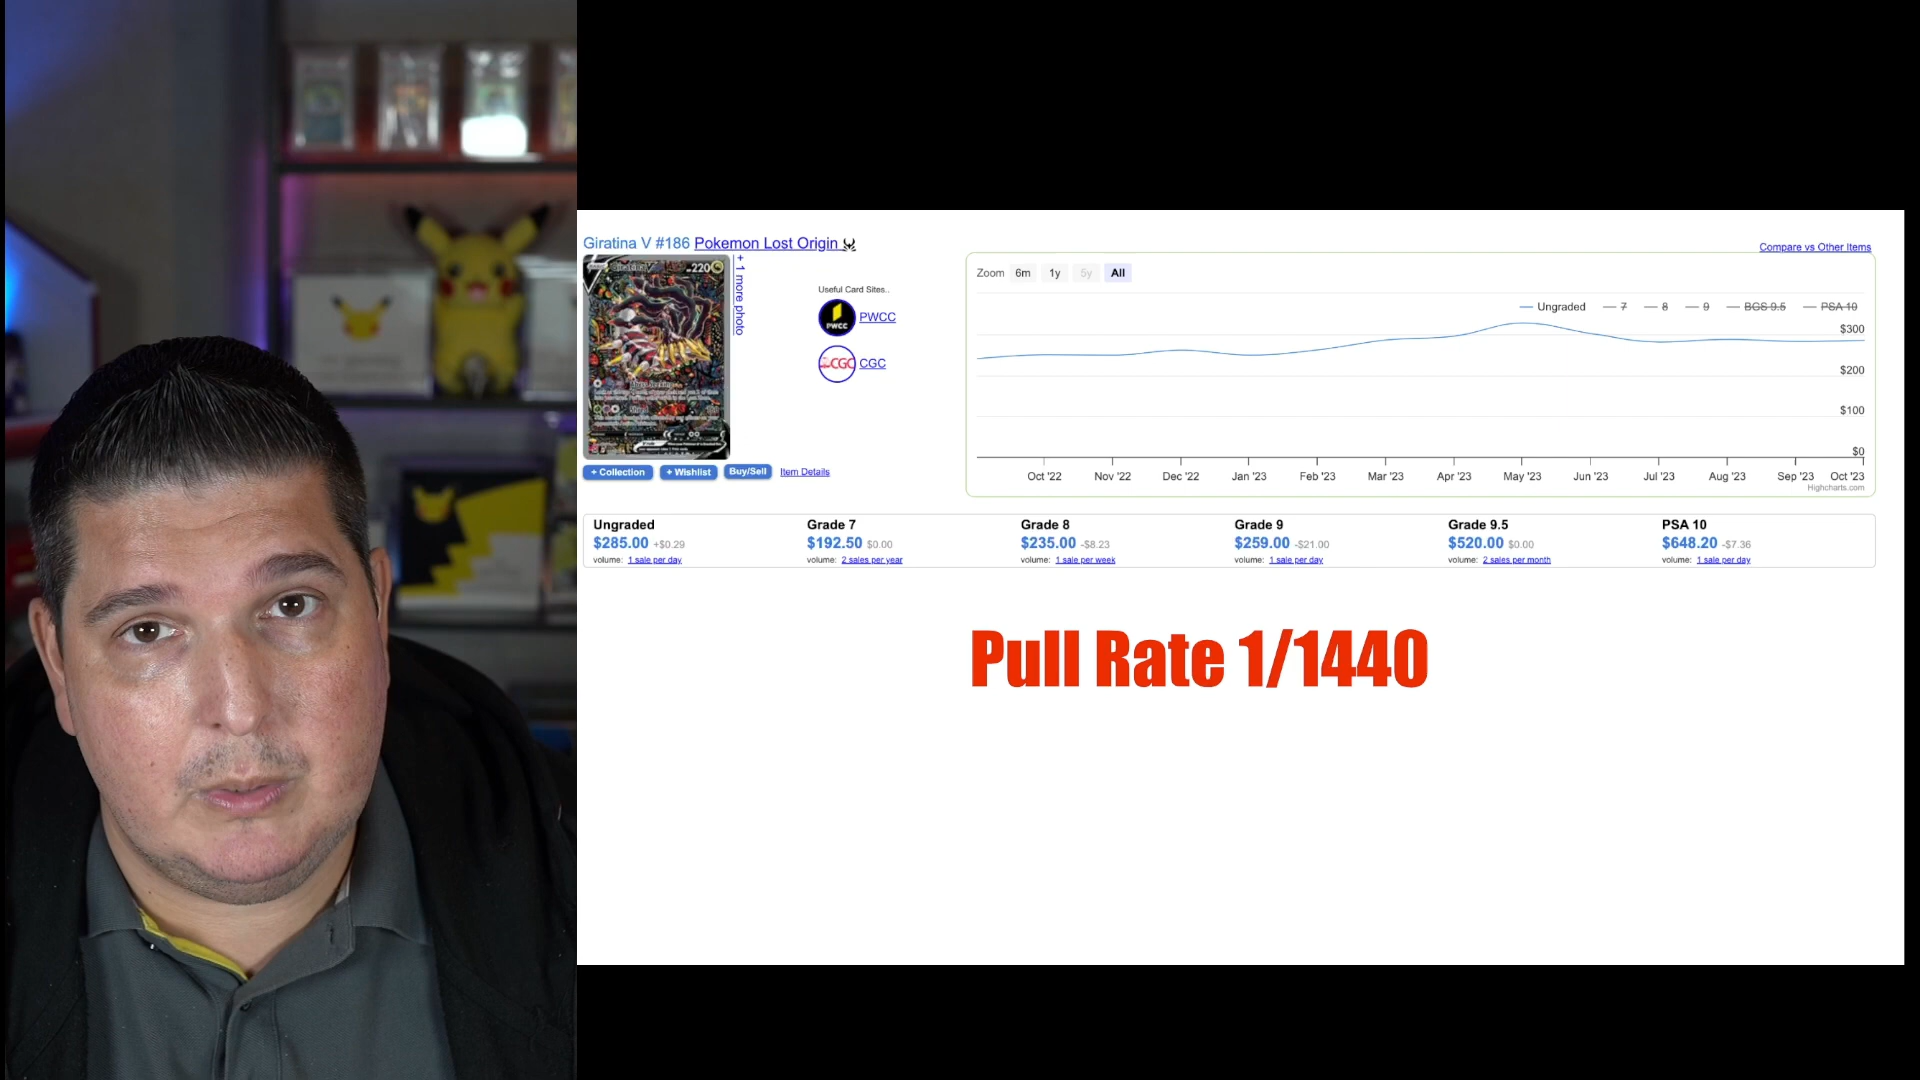 Giratina V #186 Pokemon Lost Origin
Compare vs Other Items
+ 1 more photo
Giratina V
220
Abyss Seeking
Useful Card Sites..
PWCC
PWCC
CGC
CGC
+ Collection
+ Wishlist
Buy/Sell
Item Details
Zoom 6m 1y 5y All
Ungraded 7 8 9 BGS 9.5 PSA 10
$300
$200
$100
$0
Oct '22 Nov '22 Dec '22 Jan '23 Feb '23 Mar '23 Apr '23 May '23 Jun '23 Jul '23 Aug '23 Sep '23 Oct '23
Highcharts.com
Ungraded Grade 7 Grade 8 Grade 9 Grade 9.5 PSA 10
$285.00 +$0.29 $192.50 $0.00 $235.00 -$8.23 $259.00 -$21.00 $520.00 $0.00 $648.20 -$7.36
volume: 1 sale per day volume: 2 sales per year volume: 1 sale per week volume: 1 sale per day volume: 2 sales per month volume: 1 sale per day
Pull Rate 1/1440